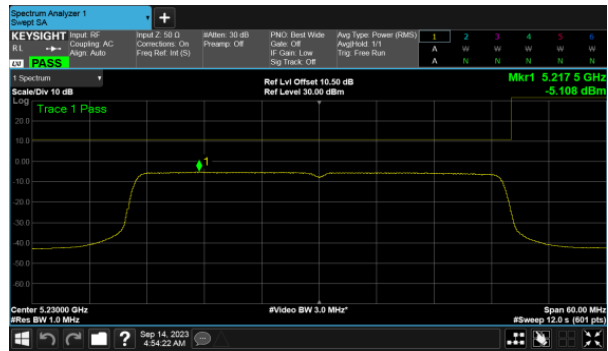 Spectrum Analyzer 1
Swept SA
+
KEYSIGHT Input: RF Input Z: 50 Ω #Atten: 30 dB PNO: Best Wide Avg Type: Power (RMS) 1 2 3 4 5 6
RL Coupling: AC Corrections: On Preamp: Off Gate: Off Avg|Hold: 1/1 A W W W W W
Align: Auto Freq Ref: Int (S) IF Gain: Low Trig: Free Run
LXI PASS Sig Track: Off A N N N N N
1 Spectrum Ref Lvl Offset 10.50 dB Mkr1 5.217 5 GHz
Scale/Div 10 dB Ref Level 30.00 dBm -5.108 dBm
Log
Trace 1 Pass
20.0
10.0
0.00
1
-10.0
-20.0
-30.0
-40.0
-50.0
-60.0
Center 5.23000 GHz #Video BW 3.0 MHz* Span 60.00 MHz
#Res BW 1.0 MHz #Sweep 12.0 s (601 pts)
? Sep 14, 2023
4:54:22 AM